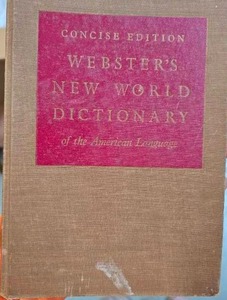 CONCISE EDITION
WEBSTER'S
NEW WORLD
DICTIONARY
of the American Language